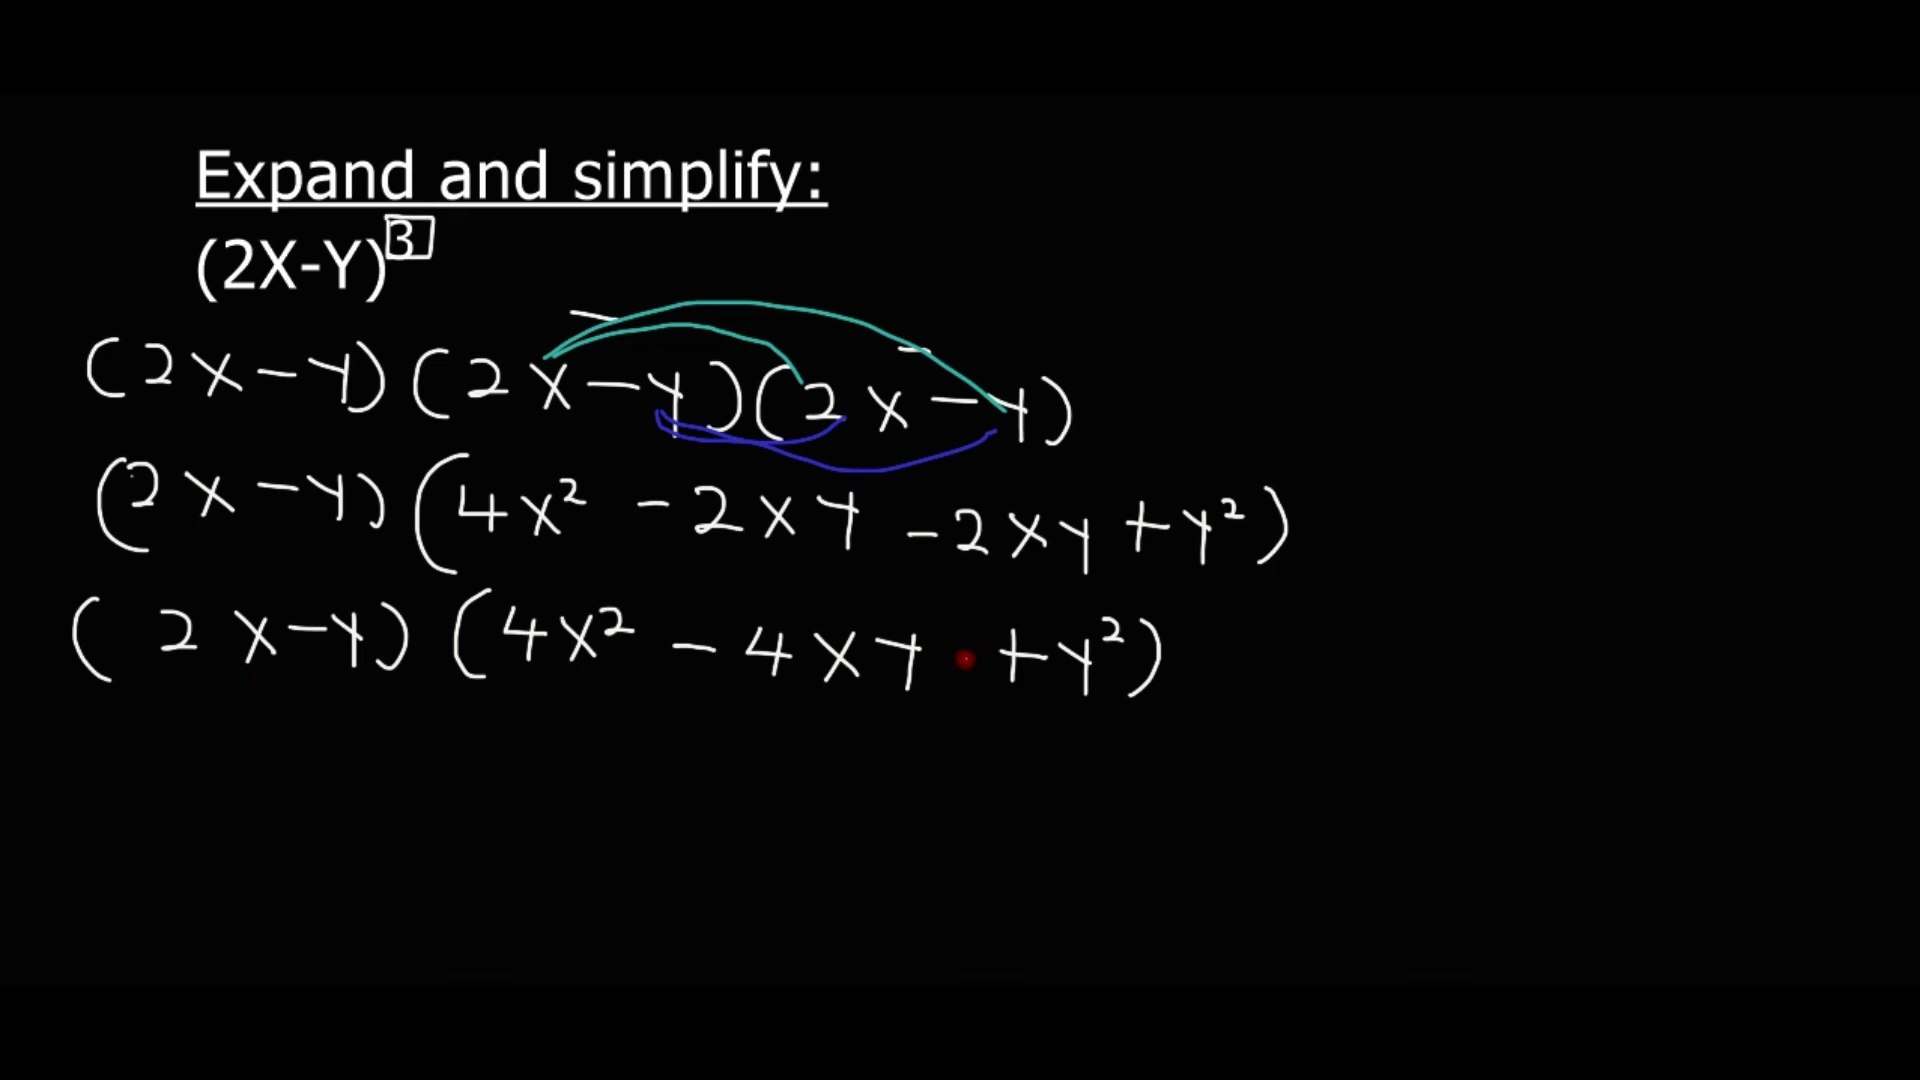 Expand and simplify:
(2X-Y)³
(2x-y)(2x-y)(2x-y)
(2x-y)(4x² -2xy -2xy +y²)
(2x-y)(4x² -4xy +y²)